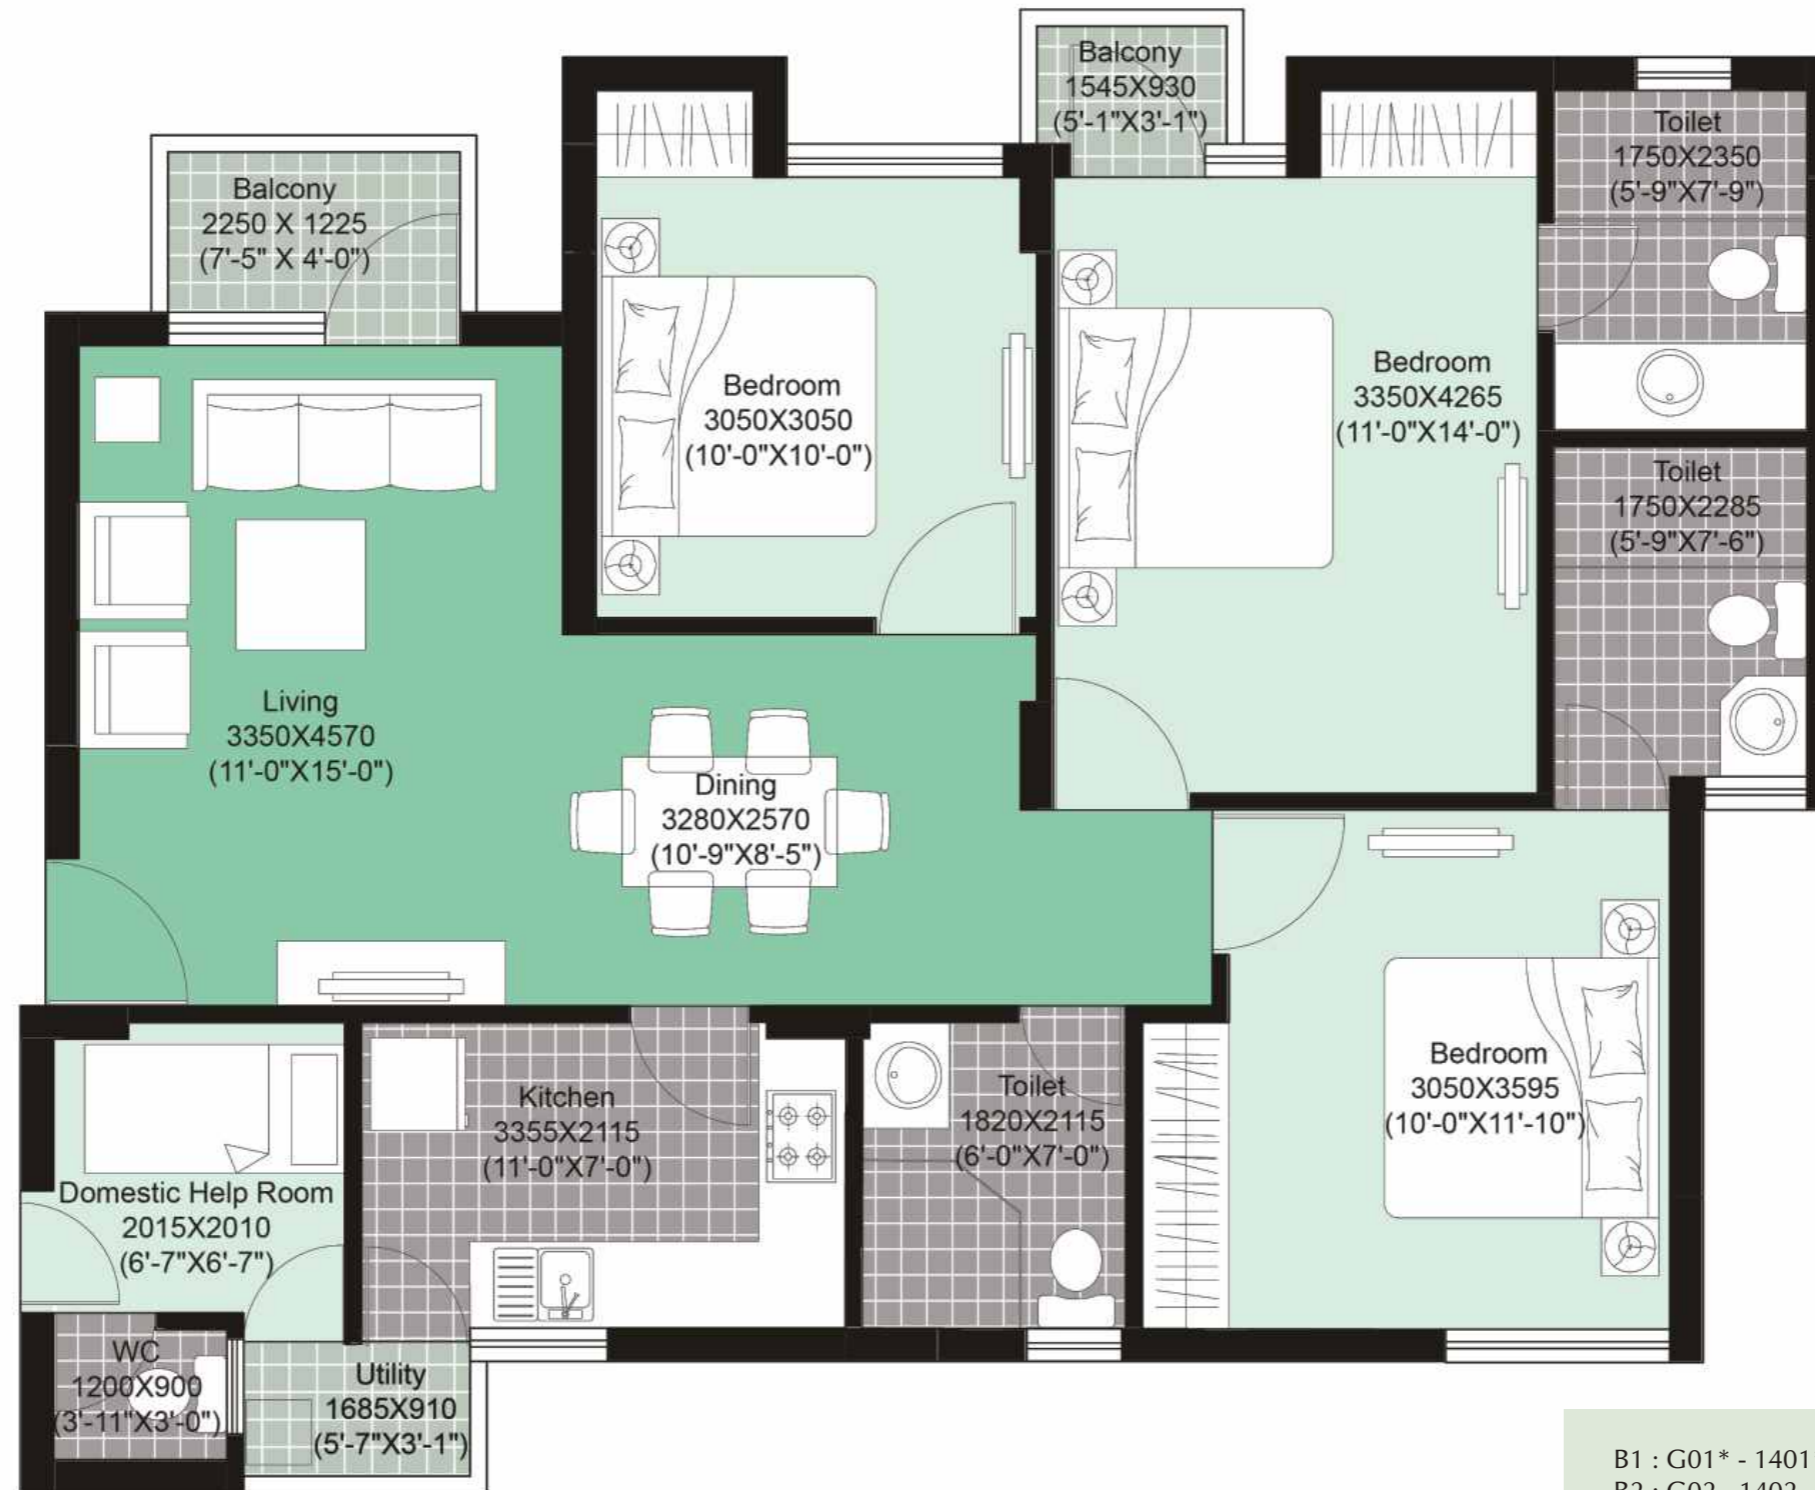 Balcony
1545X930
(5'-1"X3'-1")
Toilet
1750X2350
(5'-9"X7'-9")
Balcony
2250 X 1225
(7'-5" X 4'-0")
Bedroom
3050X3050
(10'-0"X10'-0")
Bedroom
3350X4265
(11'-0"X14'-0")
Toilet
1750X2285
(5'-9"X7'-6")
Living
3350X4570
(11'-0"X15'-0")
Dining
3280X2570
(10'-9"X8'-5")
Bedroom
3050X3595
(10'-0"X11'-10")
Kitchen
3355X2115
(11'-0"X7'-0")
Toilet
1820X2115
(6'-0"X7'-0")
Domestic Help Room
2015X2010
(6'-7"X6'-7")
WC
1200X900
(3'-11"X3'-0")
Utility
1685X910
(5'-7"X3'-1")
B1 : G01* - 1401
B2 : G02 - 1402